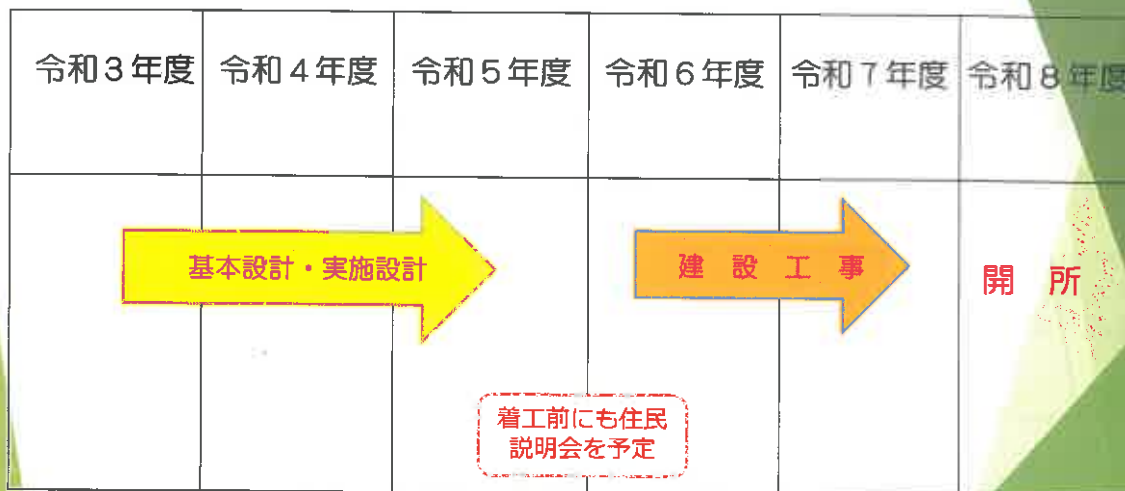 令和3年度 令和4年度 令和5年度 令和6年度 令和7年度 令和8年度
基本設計・実施設計
建設工事
開所
着工前にも住民
説明会を予定